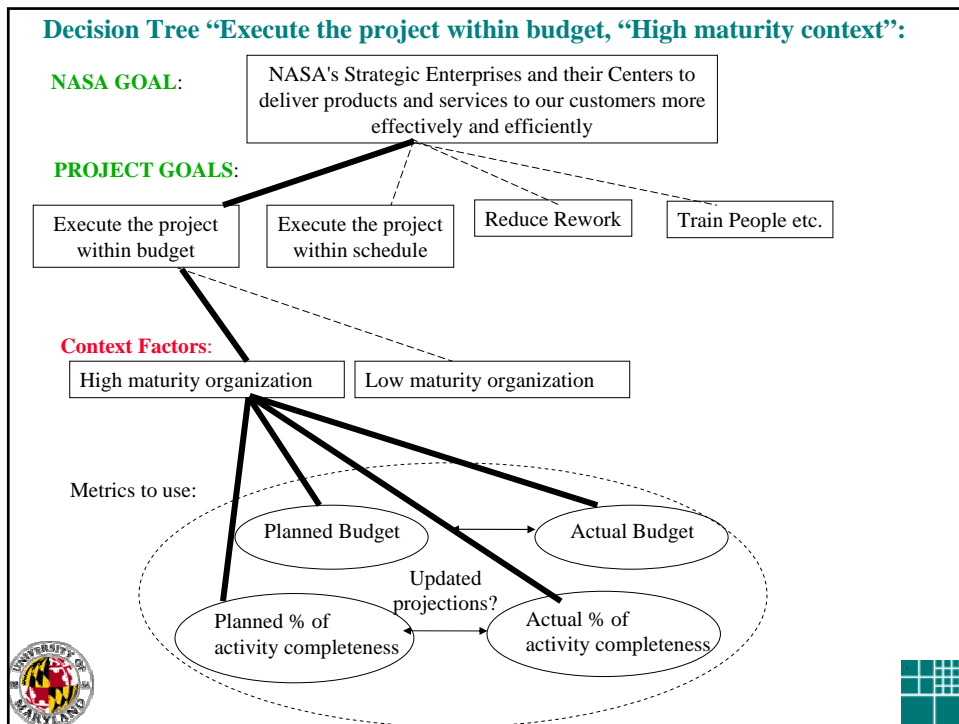 Decision Tree “Execute the project within budget, “High maturity context”:
NASA GOAL:
NASA's Strategic Enterprises and their Centers to
deliver products and services to our customers more
effectively and efficiently
PROJECT GOALS:
Execute the project
within budget
Execute the project
within schedule
Reduce Rework
Train People etc.
Context Factors:
High maturity organization
Low maturity organization
Metrics to use:
Planned Budget
Actual Budget
Updated
projections?
Planned % of
activity completeness
Actual % of
activity completeness
UNIVERSITY OF
MARYLAND